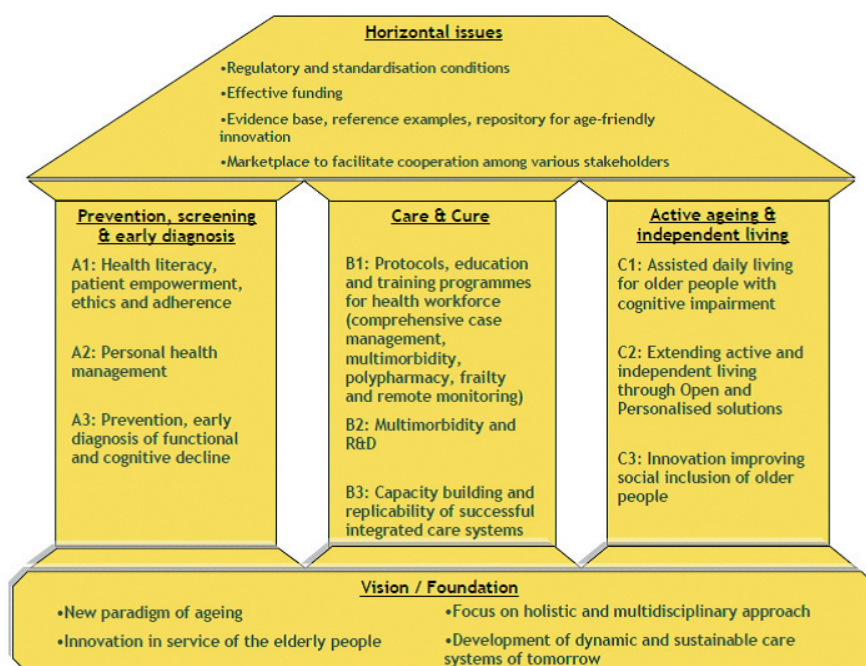 Horizontal issues
•Regulatory and standardisation conditions
•Effective funding
•Evidence base, reference examples, repository for age-friendly
innovation
•Marketplace to facilitate cooperation among various stakeholders
Prevention, screening
& early diagnosis
A1: Health literacy,
patient empowerment,
ethics and adherence
A2: Personal health
management
A3: Prevention, early
diagnosis of functional
and cognitive decline
Care & Cure
B1: Protocols, education
and training programmes
for health workforce
(comprehensive case
management,
multimorbidity,
polypharmacy, frailty
and remote monitoring)
B2: Multimorbidity and
R&D
B3: Capacity building and
replicability of successful
integrated care systems
Active ageing &
independent living
C1: Assisted daily living
for older people with
cognitive impairment
C2: Extending active and
independent living
through Open and
Personalised solutions
C3: Innovation improving
social inclusion of older
people
Vision / Foundation
•New paradigm of ageing
•Innovation in service of the elderly people
•Focus on holistic and multidisciplinary approach
•Development of dynamic and sustainable care
systems of tomorrow